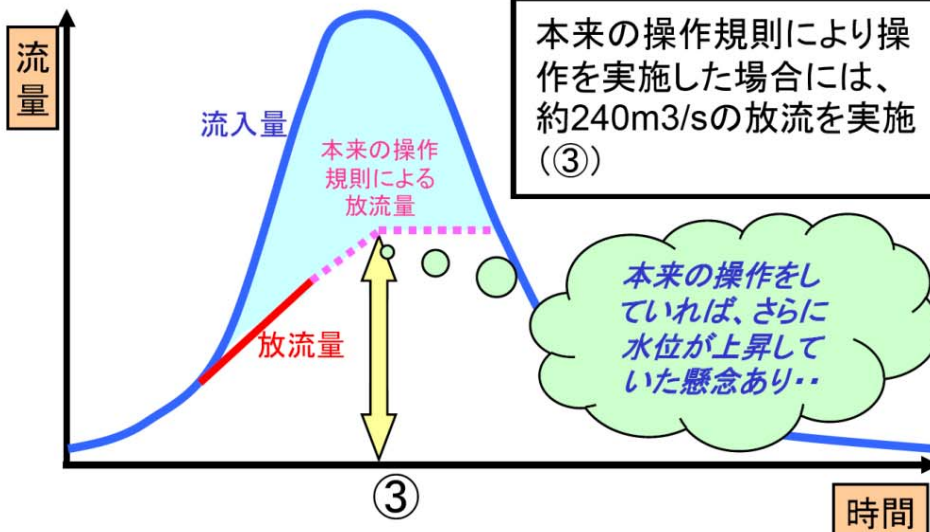 流
量
本来の操作規則により操
作を実施した場合には、
約240m3/sの放流を実施
(③)
流入量
本来の操作
規則による
放流量
本来の操作をし
ていれば、さらに
水位が上昇して
いた懸念あり・・
放流量
③
時間